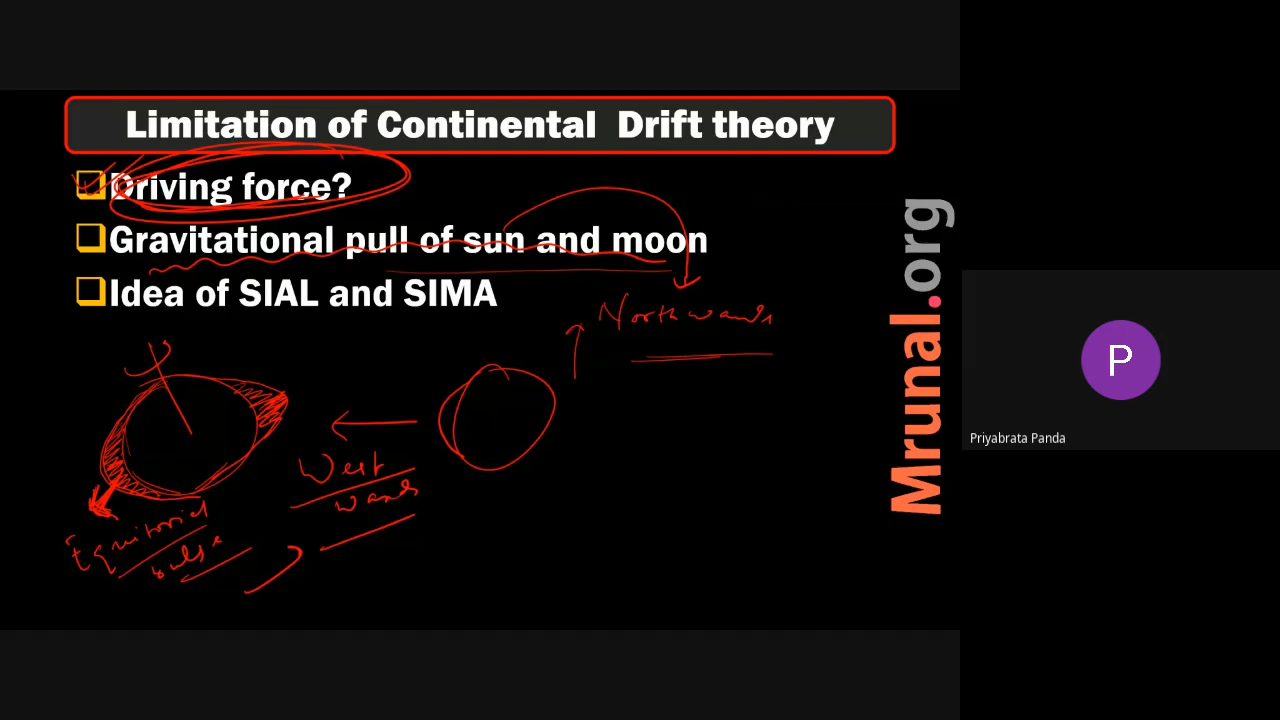 Limitation of Continental Drift theory
Driving force?
Gravitational pull of sun and moon
Idea of SIAL and SIMA
Northwards
West
wards
Equitorial
bulge
Mrunal.org
P
Priyabrata Panda